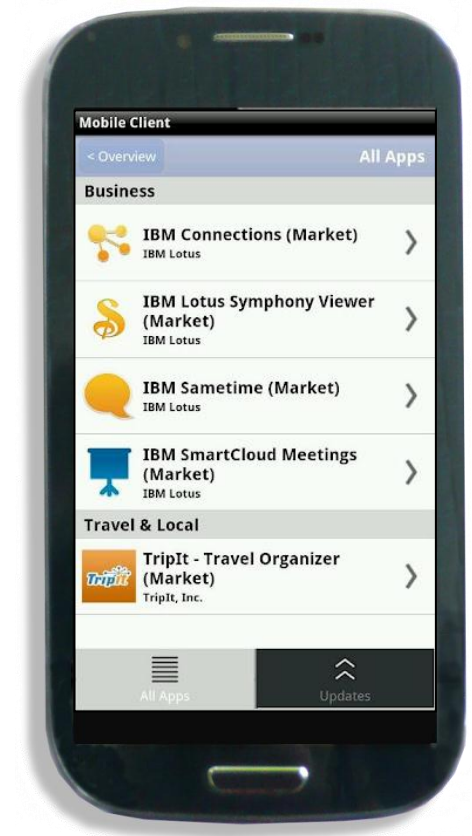 Mobile Client
< Overview
All Apps
Business
IBM Connections (Market)
IBM Lotus
IBM Lotus Symphony Viewer
(Market)
IBM Lotus
IBM Sametime (Market)
IBM Lotus
IBM SmartCloud Meetings
(Market)
IBM Lotus
Travel & Local
TripIt
TripIt - Travel Organizer
(Market)
TripIt, Inc.
All Apps
Updates